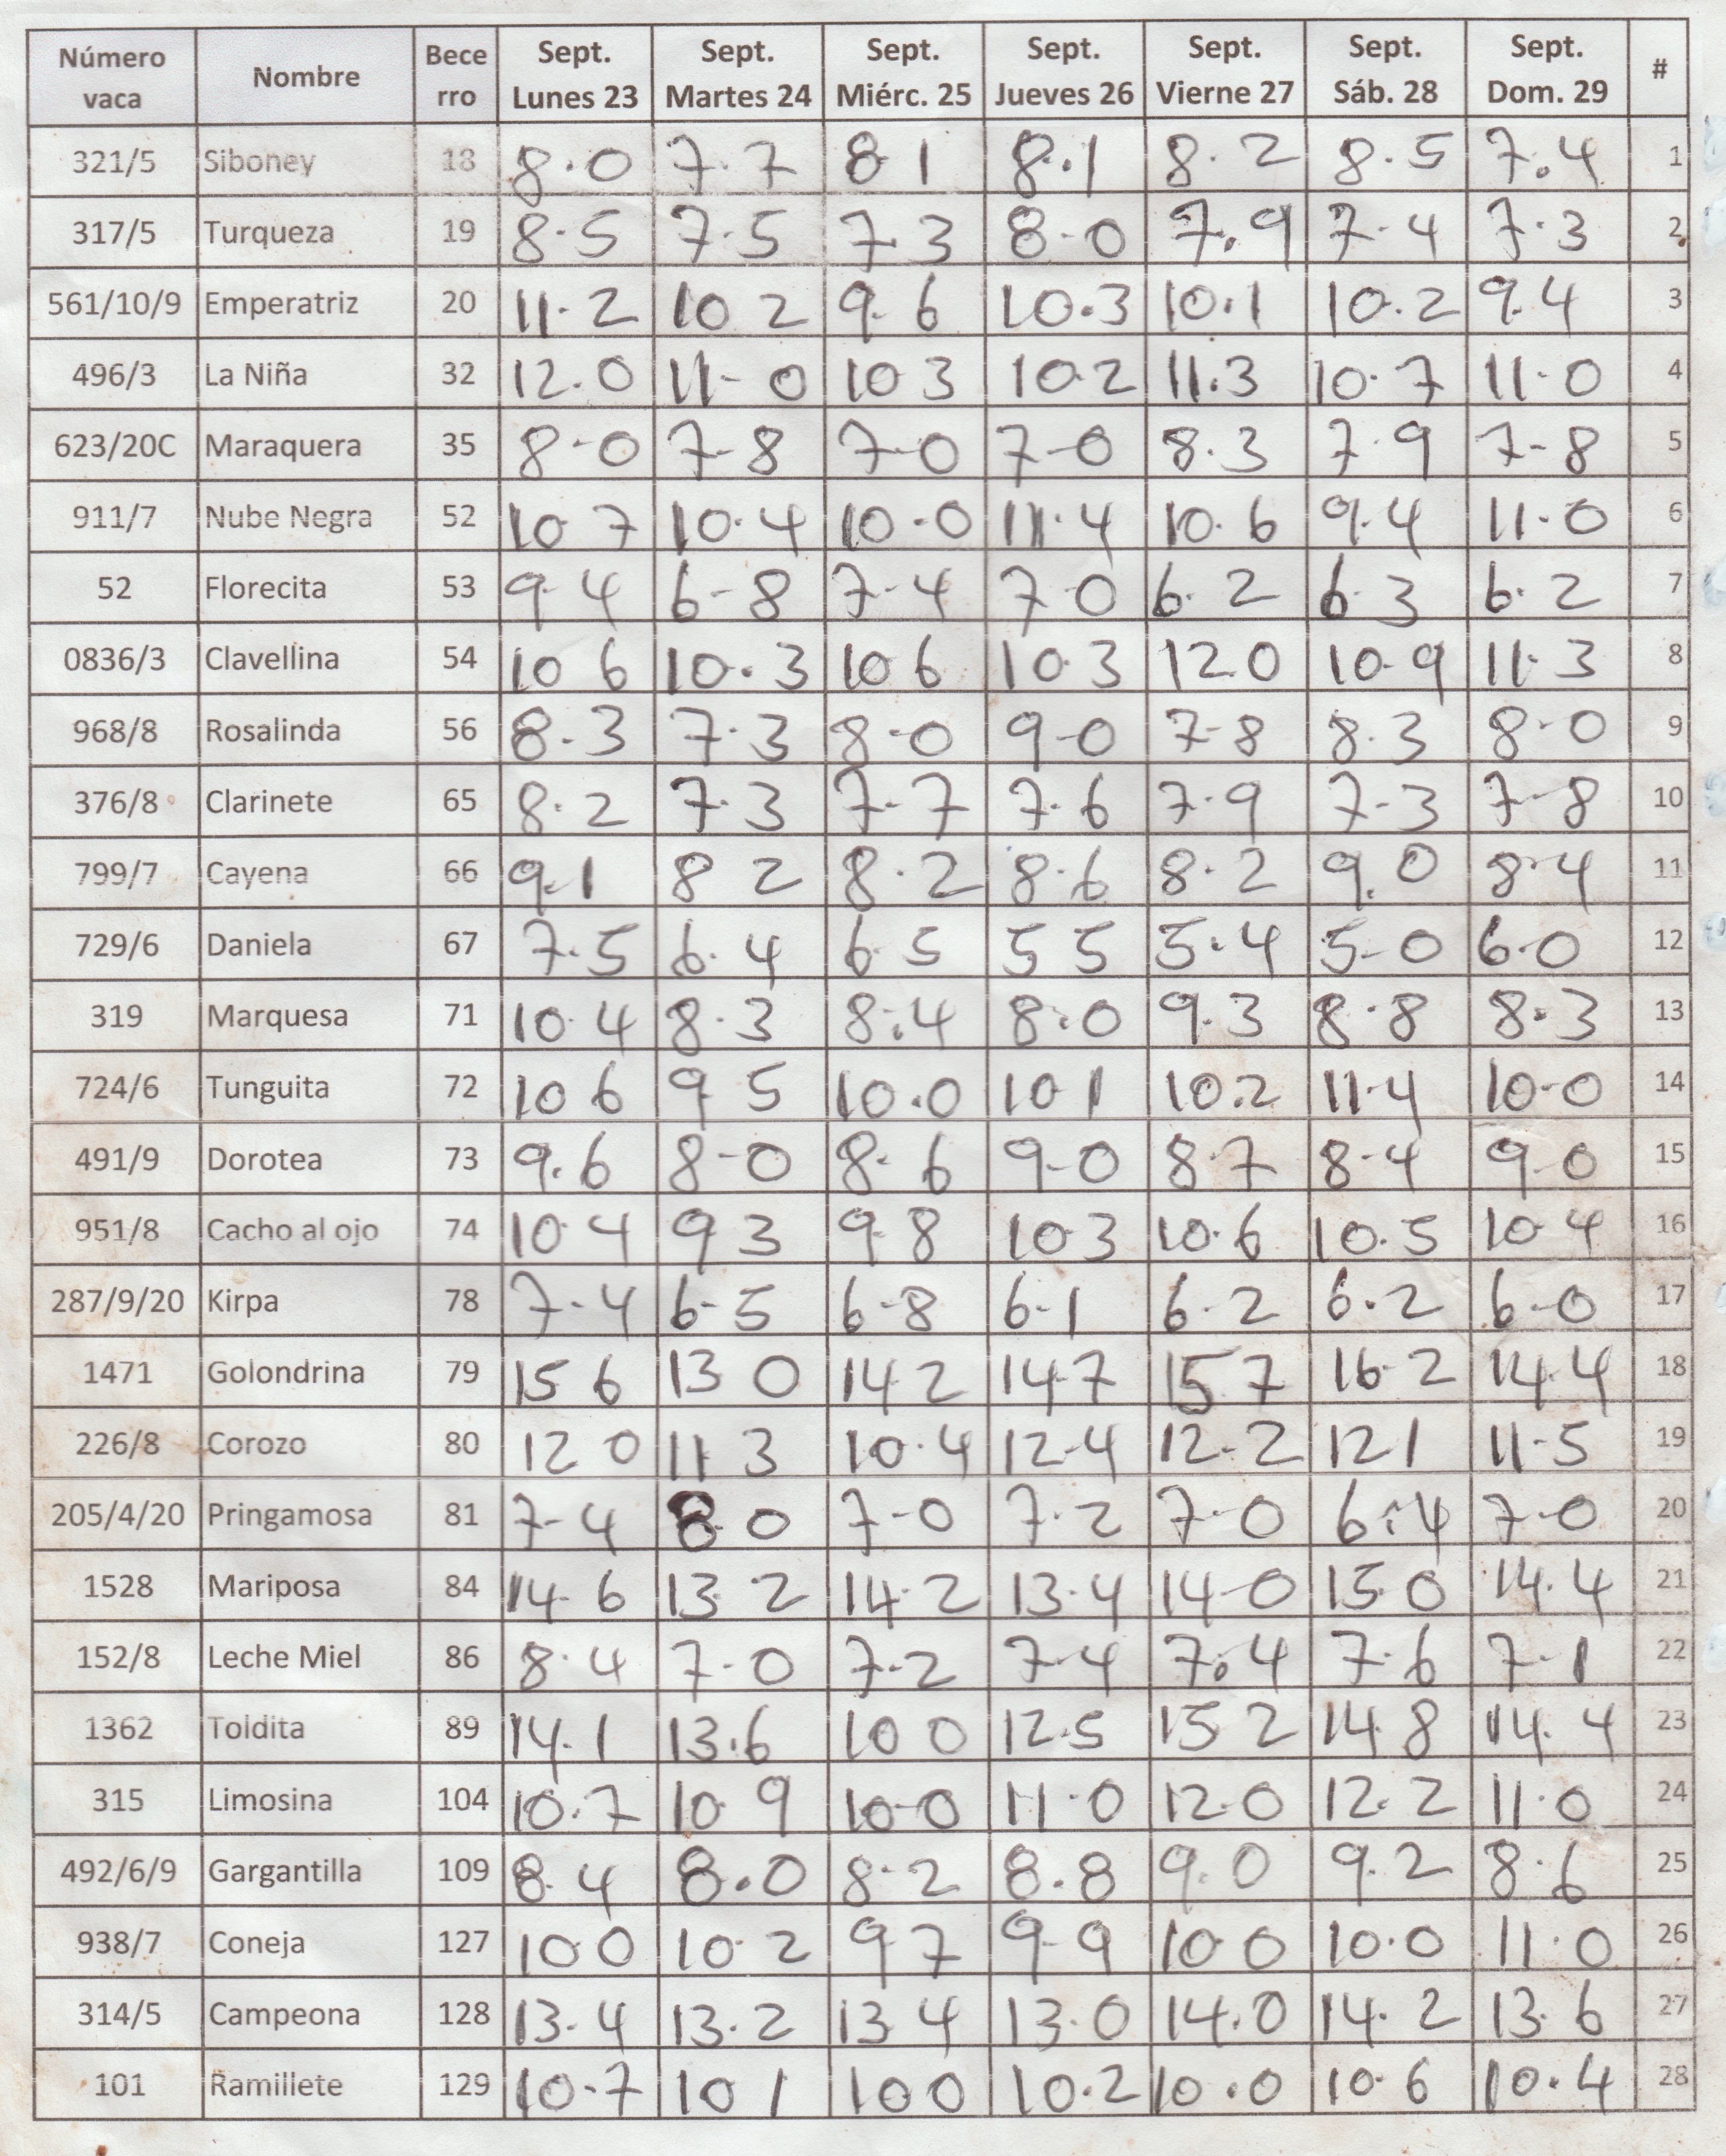 Número vaca | Nombre | Bece rro | Sept. Lunes 23 | Sept. Martes 24 | Sept. Miérc. 25 | Sept. Jueves 26 | Sept. Vierne 27 | Sept. Sáb. 28 | Sept. Dom. 29 | #
321/5 | Siboney | 18 | 8.0 | 7.7 | 8 1 | 8.1 | 8.2 | 8.5 | 7.4 | 1
317/5 | Turqueza | 19 | 8.5 | 7.5 | 7.3 | 8-0 | 7.9 | 7.4 | 7.3 | 2
561/10/9 | Emperatriz | 20 | 11.2 | 10 2 | 9.6 | 10.3 | 10.1 | 10.2 | 9.4 | 3
496/3 | La Niña | 32 | 12.0 | 11-0 | 10 3 | 10.2 | 11.3 | 10.7 | 11.0 | 4
623/20C | Maraquera | 35 | 8-0 | 7-8 | 7-0 | 7-0 | 8.3 | 7.9 | 7-8 | 5
911/7 | Nube Negra | 52 | 10 7 | 10.4 | 10.0 | 11.4 | 10.6 | 9.4 | 11.0 | 6
52 | Florecita | 53 | 9.4 | 6-8 | 7-4 | 7 0 | 6.2 | 6.3 | 6.2 | 7
0836/3 | Clavellina | 54 | 10 6 | 10.3 | 10 6 | 10.3 | 12 0 | 10-9 | 11.3 | 8
968/8 | Rosalinda | 56 | 8.3 | 7.3 | 8-0 | 9-0 | 7-8 | 8.3 | 8-0 | 9
376/8 | Clarinete | 65 | 8.2 | 7.3 | 7-7 | 7.6 | 7.9 | 7-3 | 7-8 | 10
799/7 | Cayena | 66 | 9.1 | 8 2 | 8.2 | 8.6 | 8.2 | 9.0 | 8.4 | 11
729/6 | Daniela | 67 | 7.5 | 6.4 | 6.5 | 5 5 | 5.4 | 5-0 | 6.0 | 12
319 | Marquesa | 71 | 10.4 | 8.3 | 8.4 | 8.0 | 9.3 | 8.8 | 8.3 | 13
724/6 | Tunguita | 72 | 10 6 | 9 5 | 10.0 | 10 1 | 10.2 | 11.4 | 10-0 | 14
491/9 | Dorotea | 73 | 9.6 | 8-0 | 8.6 | 9-0 | 8.7 | 8-4 | 9-0 | 15
951/8 | Cacho al ojo | 74 | 10.4 | 9 3 | 9.8 | 10 3 | 10.6 | 10.5 | 10.4 | 16
287/9/20 | Kirpa | 78 | 7.4 | 6-5 | 6-8 | 6-1 | 6.2 | 6.2 | 6-0 | 17
1471 | Golondrina | 79 | 15 6 | 13 0 | 14 2 | 14.7 | 15 7 | 16.2 | 14.4 | 18
226/8 | Corozo | 80 | 12 0 | 11 3 | 10.4 | 12-4 | 12.2 | 12 1 | 11-5 | 19
205/4/20 | Pringamosa | 81 | 7-4 | 8 0 | 7-0 | 7.2 | 7-0 | 6.4 | 7-0 | 20
1528 | Mariposa | 84 | 14.6 | 13 2 | 14.2 | 13.4 | 14-0 | 15.0 | 14.4 | 21
152/8 | Leche Miel | 86 | 8.4 | 7.0 | 7-2 | 7-4 | 7.4 | 7.6 | 7.1 | 22
1362 | Toldita | 89 | 14.1 | 13.6 | 10 0 | 12.5 | 15 2 | 14.8 | 14.4 | 23
315 | Limosina | 104 | 10.7 | 10.9 | 10-0 | 11.0 | 12.0 | 12.2 | 11.0 | 24
492/6/9 | Gargantilla | 109 | 8.4 | 8.0 | 8.2 | 8.8 | 9.0 | 9.2 | 8.6 | 25
938/7 | Coneja | 127 | 10 0 | 10.2 | 9 7 | 9-9 | 10 0 | 10.0 | 11.0 | 26
314/5 | Campeona | 128 | 13.4 | 13.2 | 13 4 | 13.0 | 14.0 | 14.2 | 13.6 | 27
101 | Ramillete | 129 | 10.7 | 10 1 | 10 0 | 10.2 | 10.0 | 10.6 | 10.4 | 28